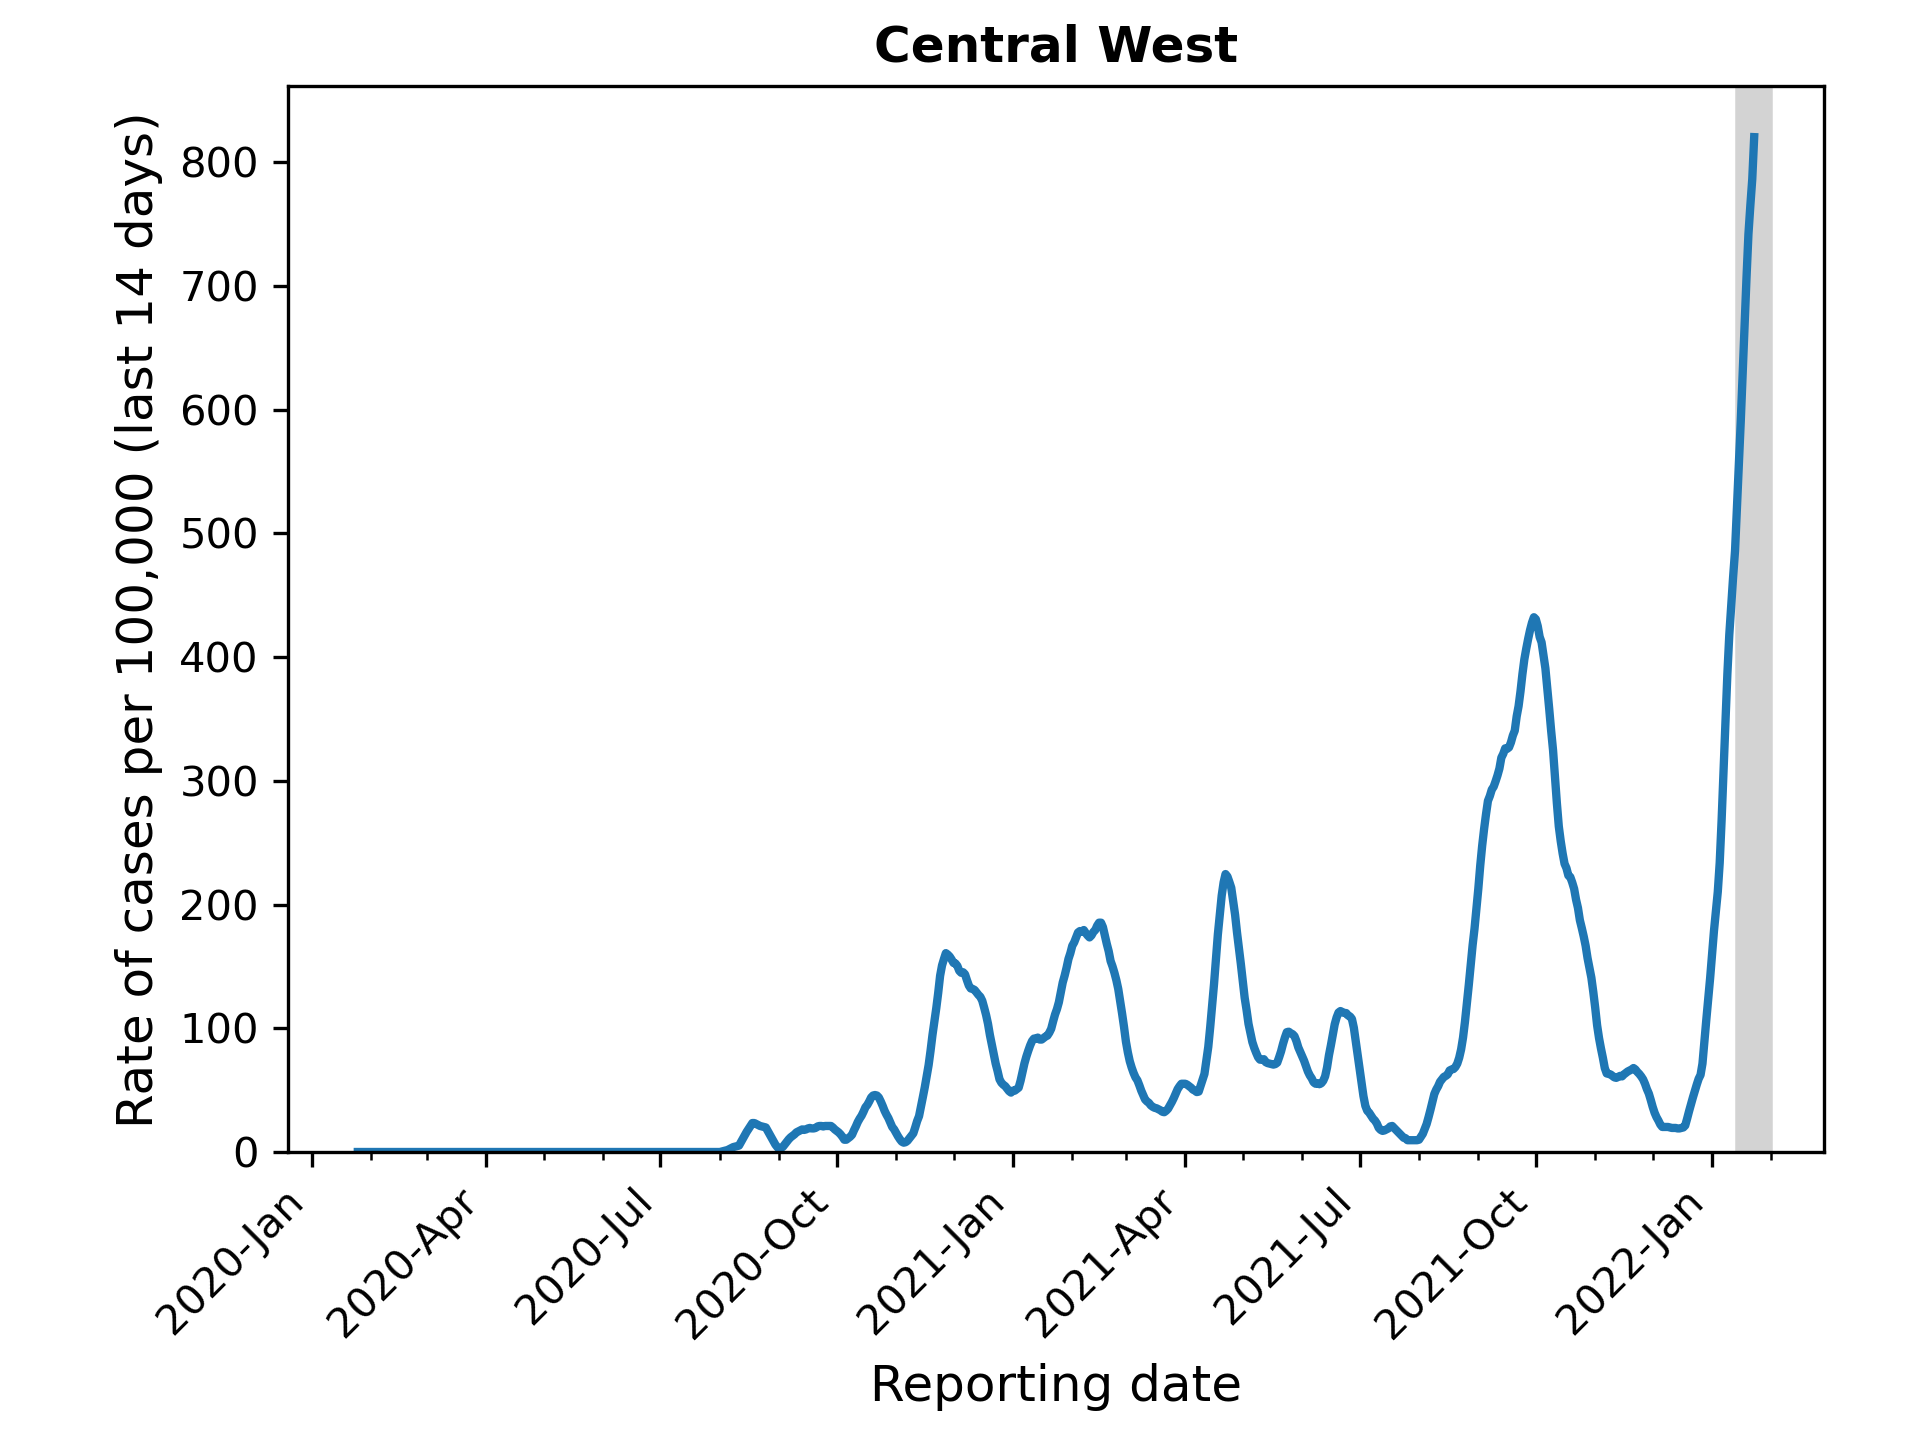 Central West
Rate of cases per 100,000 (last 14 days)
800
700
600
500
400
300
200
100
0
2020-Jan
2020-Apr
2020-Jul
2020-Oct
2021-Jan
2021-Apr
2021-Jul
2021-Oct
2022-Jan
Reporting date